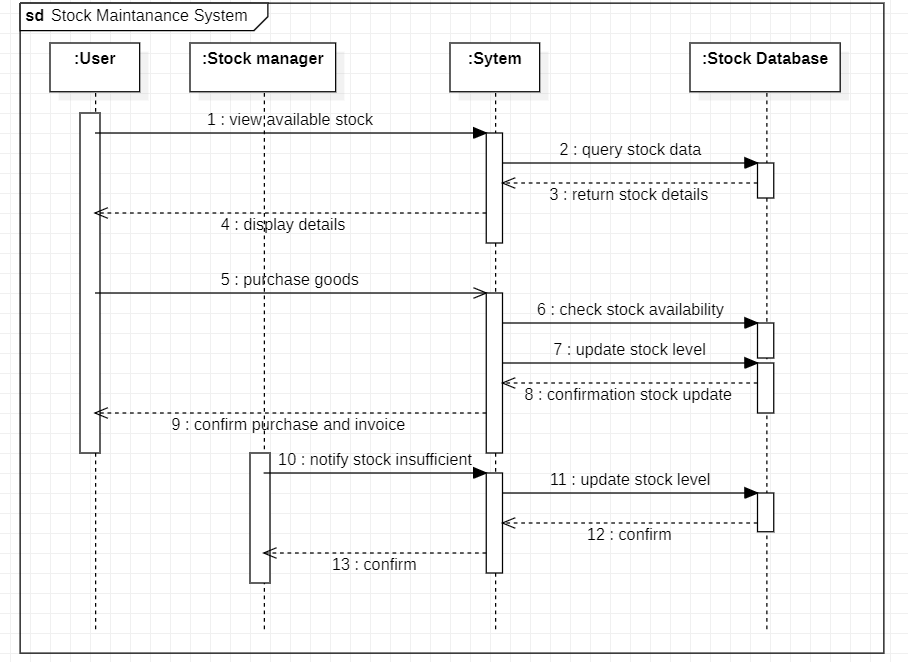 sd Stock Maintanance System
:User
:Stock manager
:Sytem
:Stock Database
1 : view available stock
2 : query stock data
3 : return stock details
4 : display details
5 : purchase goods
6 : check stock availability
7 : update stock level
8 : confirmation stock update
9 : confirm purchase and invoice
10 : notify stock insufficient
11 : update stock level
12 : confirm
13 : confirm